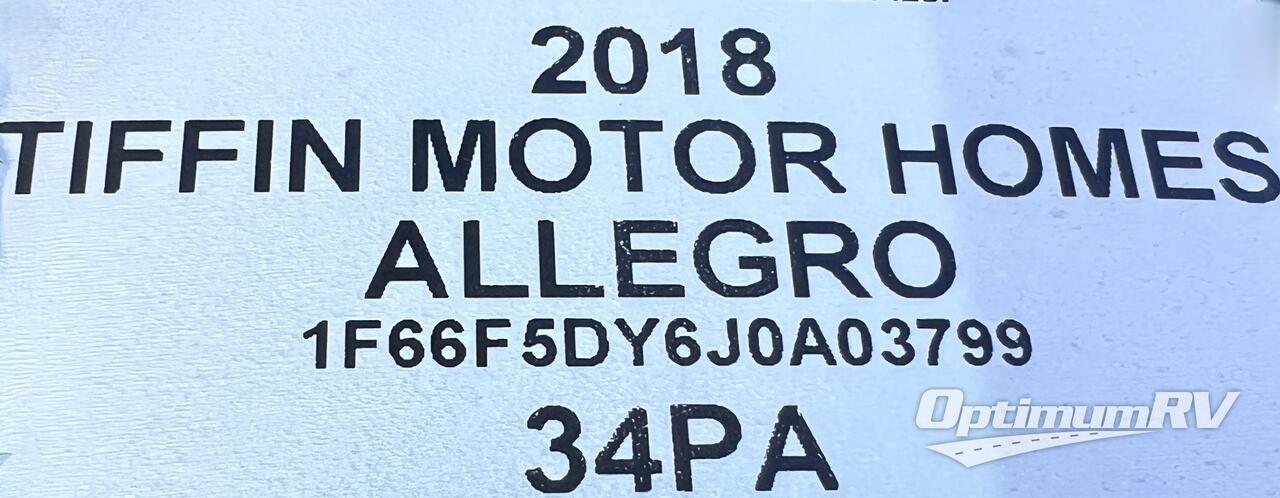 2018
TIFFIN MOTOR HOMES
ALLEGRO
1F66F5DY6J0A03799
34PA
OptimumRV